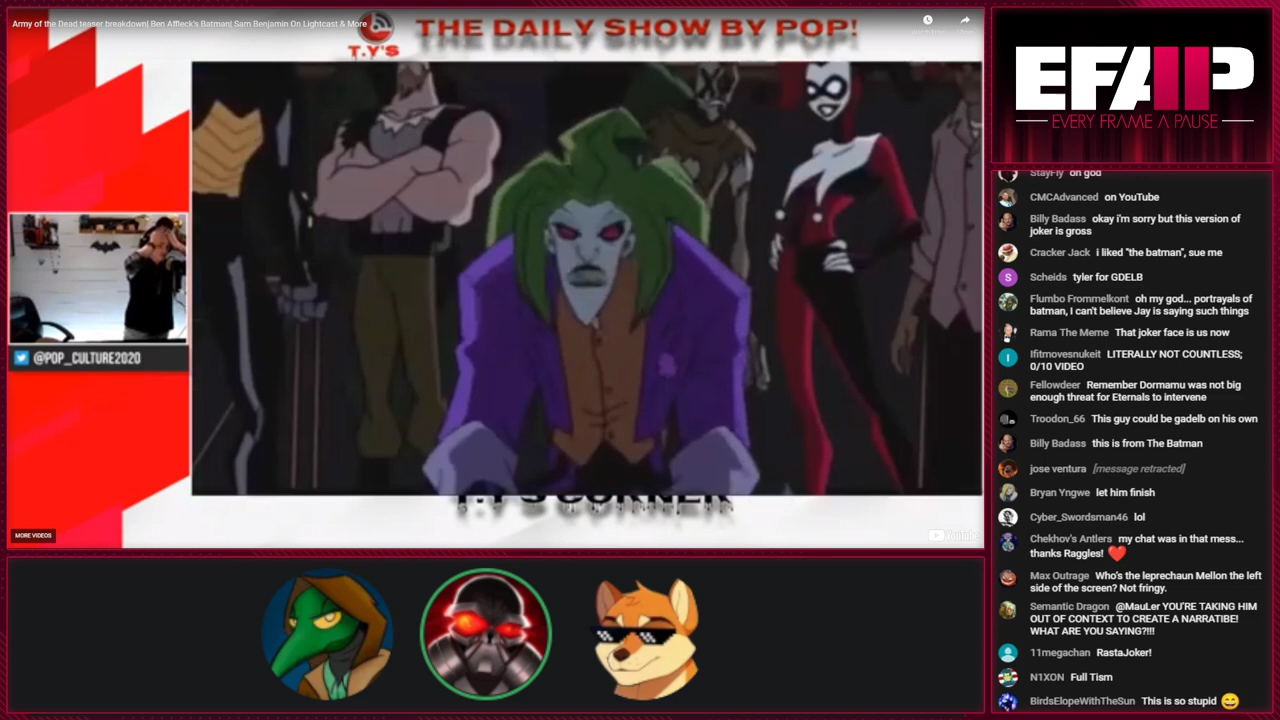 Army of the Dead teaser breakdown| Ben Affleck's Batman| Sam Benjamin On Lightcast & More
T.Y'S
THE DAILY SHOW BY POP!
@POP_CULTURE2020
T.Y'S CORNER
MORE VIDEOS
YouTube
EFAP
EVERY FRAME A PAUSE
StayFly on god
CMCAdvanced on YouTube
Billy Badass okay i'm sorry but this version of
joker is gross
Cracker Jack i liked "the batman", sue me
S
Scheids tyler for GDELB
Flumbo Frommelkont oh my god... portrayals of
batman, I can't believe Jay is saying such things
Rama The Meme That joker face is us now
I
Ifitmovesnukeit LITERALLY NOT COUNTLESS;
0/10 VIDEO
Fellowdeer Remember Dormamu was not big
enough threat for Eternals to intervene
Troodon_66 This guy could be gadelb on his own
Billy Badass this is from The Batman
jose ventura [message retracted]
Bryan Yngwe let him finish
Cyber_Swordsman46 lol
Chekhov's Antlers my chat was in that mess...
thanks Raggles! ❤️
Max Outrage Who's the leprechaun Mellon the left
side of the screen? Not fringy.
Semantic Dragon @MauLer YOU'RE TAKING HIM
OUT OF CONTEXT TO CREATE A NARRATIBE!
WHAT ARE YOU SAYING?!!!
11megachan RastaJoker!
N1XON Full Tism
BirdsElopeWithTheSun This is so stupid 😄